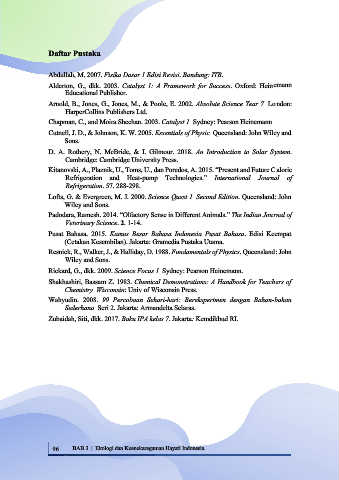 Daftar Pustaka
Abdullah, M. 2007. Fisika Dasar 1 Edisi Revisi. Bandung: ITB.
Alderton, G., dkk. 2003. Catalyst 1: A Framework for Success. Oxford: Heinemann
Educational Publisher.
Arnold, B., Jones, G., Jones, M., & Poole, E. 2002. Absolute Science Year 7 London:
HarperCollins Publishers Ltd.
Chapman, C., and Moira Sheehan. 2003. Catalyst 1 Sydney: Pearson Heinemann
Cutnell, J. D., & Johnson, K. W. 2005. Essentials of Physic Queensland: John Wiley and
Sons.
D. A. Rothery, N. McBride, & I. Gilmour. 2018. An Introduction to Solar System.
Cambridge: Cambridge University Press.
Kitanovski, A., Plaznik, U., Toms, U., dan Poredos, A. 2015. "Present and Future Caloric
Refrigeration and Heat-pump Technologies." International Journal of
Refrigeration. 57. 288-298.
Lofts, G. & Evergreen, M. J. 2000. Science Quest 1 Second Edition. Queensland: John
Wiley and Sons.
Padodara, Ramesh. 2014. "Olfactory Sense in Different Animals." The Indian Journal of
Veterinary Science. 2. 1-14.
Pusat Bahasa. 2015. Kamus Besar Bahasa Indonesia Pusat Bahasa. Edisi Keempat
(Cetakan Kesembilan). Jakarta: Gramedia Pustaka Utama.
Resnick, R., Walker, J., & Halliday, D. 1988. Fundamentals of Physics. Queensland: John
Wiley and Sons.
Rickard, G., dkk. 2009. Science Focus 1 Sydney: Pearson Heinemann.
Shakhashiri, Bassam Z, 1983. Chemical Demonstrations: A Handbook for Teachers of
Chemistry Wisconsin: Univ of Wisconsin Press.
Wahyudin. 2008. 99 Percobaan Sehari-hari: Bereksperimen dengan Bahan-bahan
Sederhana Seri 2. Jakarta: Armandelta Selaras.
Zubaidah, Siti, dkk. 2017. Buku IPA kelas 7. Jakarta: Kemdikbud RI.
BAB 3 | Ekologi dan Keanekaragaman Hayati Indonesia